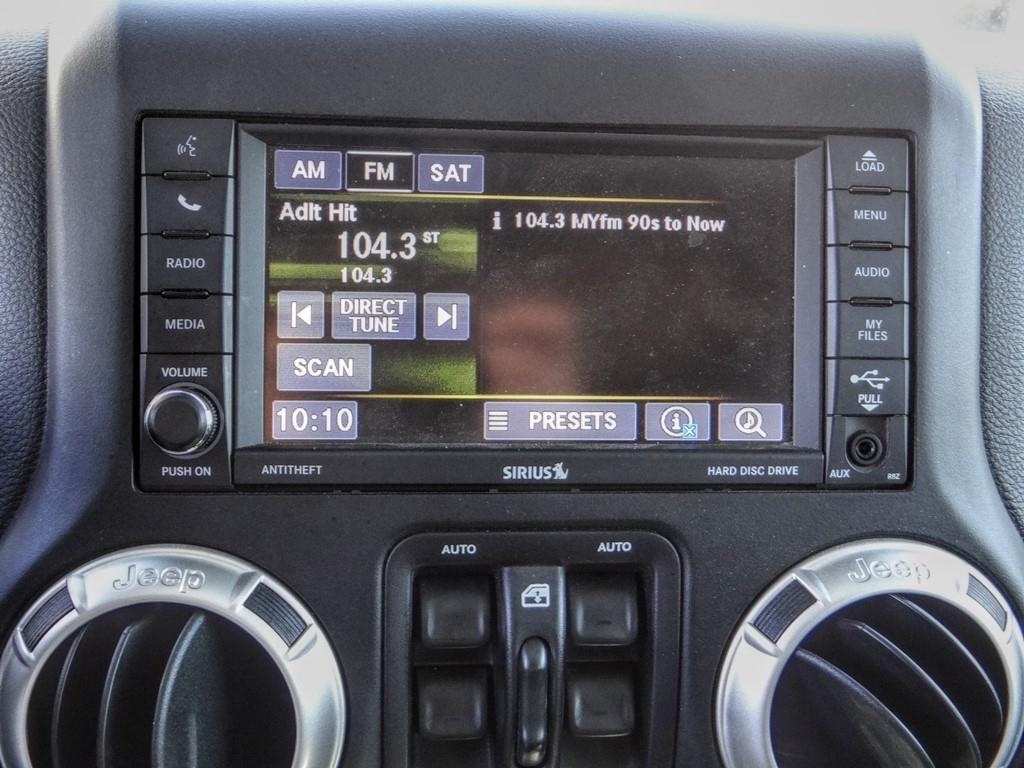 AM FM SAT
Adlt Hit
104.3 ST
104.3
i 104.3 MYfm 90s to Now
DIRECT
TUNE
SCAN
10:10
PRESETS
i
RADIO
MEDIA
VOLUME
PUSH ON
LOAD
MENU
AUDIO
MY
FILES
PULL
AUX RBZ
ANTITHEFT SIRIUS HARD DISC DRIVE
AUTO AUTO
Jeep Jeep